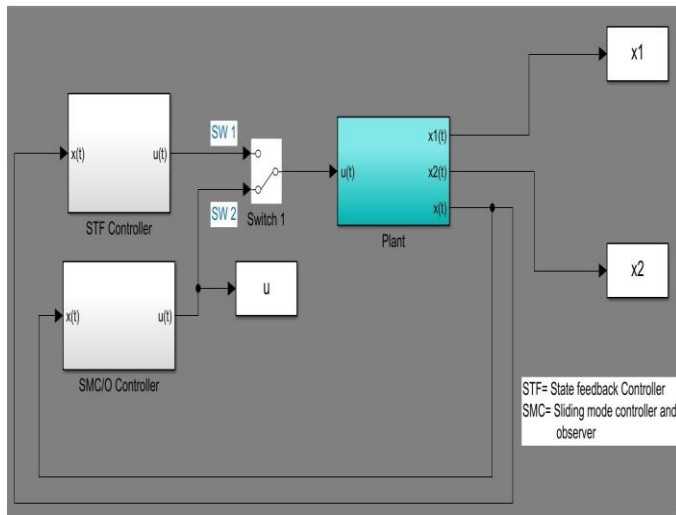 x1
SW 1
x(t)
u(t)
x1(t)
u(t)
x2(t)
x(t)
SW 2
Switch 1
STF Controller
Plant
x2
u
x(t)
u(t)
SMC/O Controller
STF= State feedback Controller
SMC= Sliding mode controller and
observer